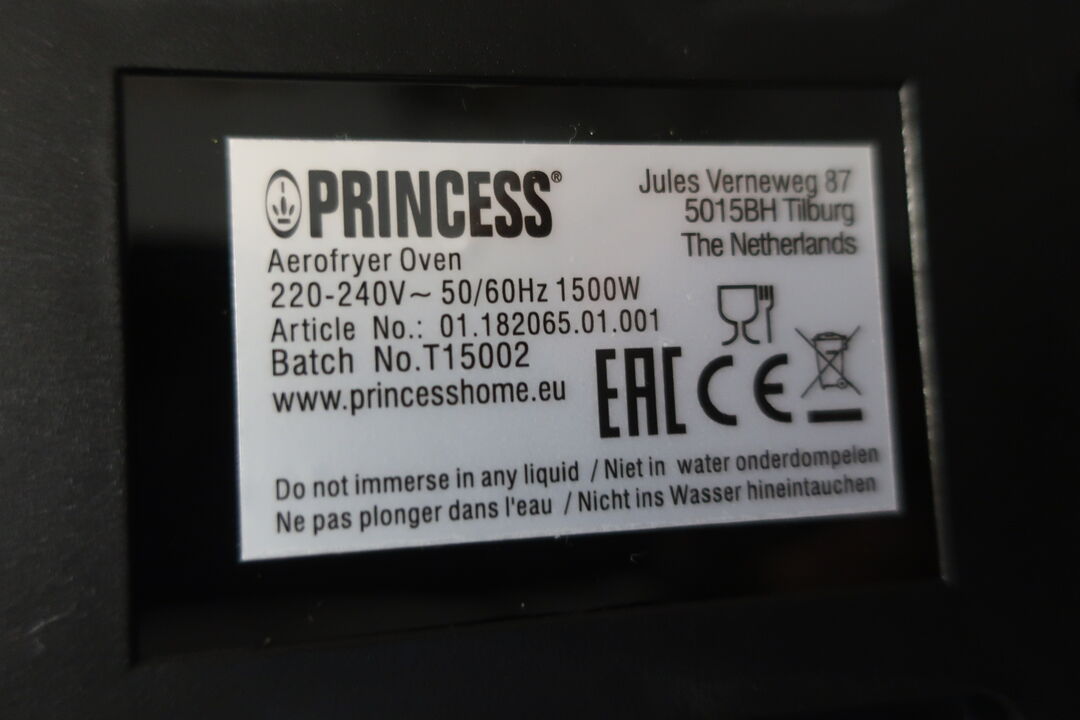 PRINCESS®
Aerofryer Oven
220-240V~ 50/60Hz 1500W
Article No.: 01.182065.01.001
Batch No.T15002
www.princesshome.eu
Jules Verneweg 87
5015BH Tilburg
The Netherlands
EAC CE
Do not immerse in any liquid / Niet in water onderdompelen
Ne pas plonger dans l'eau / Nicht ins Wasser hineintauchen